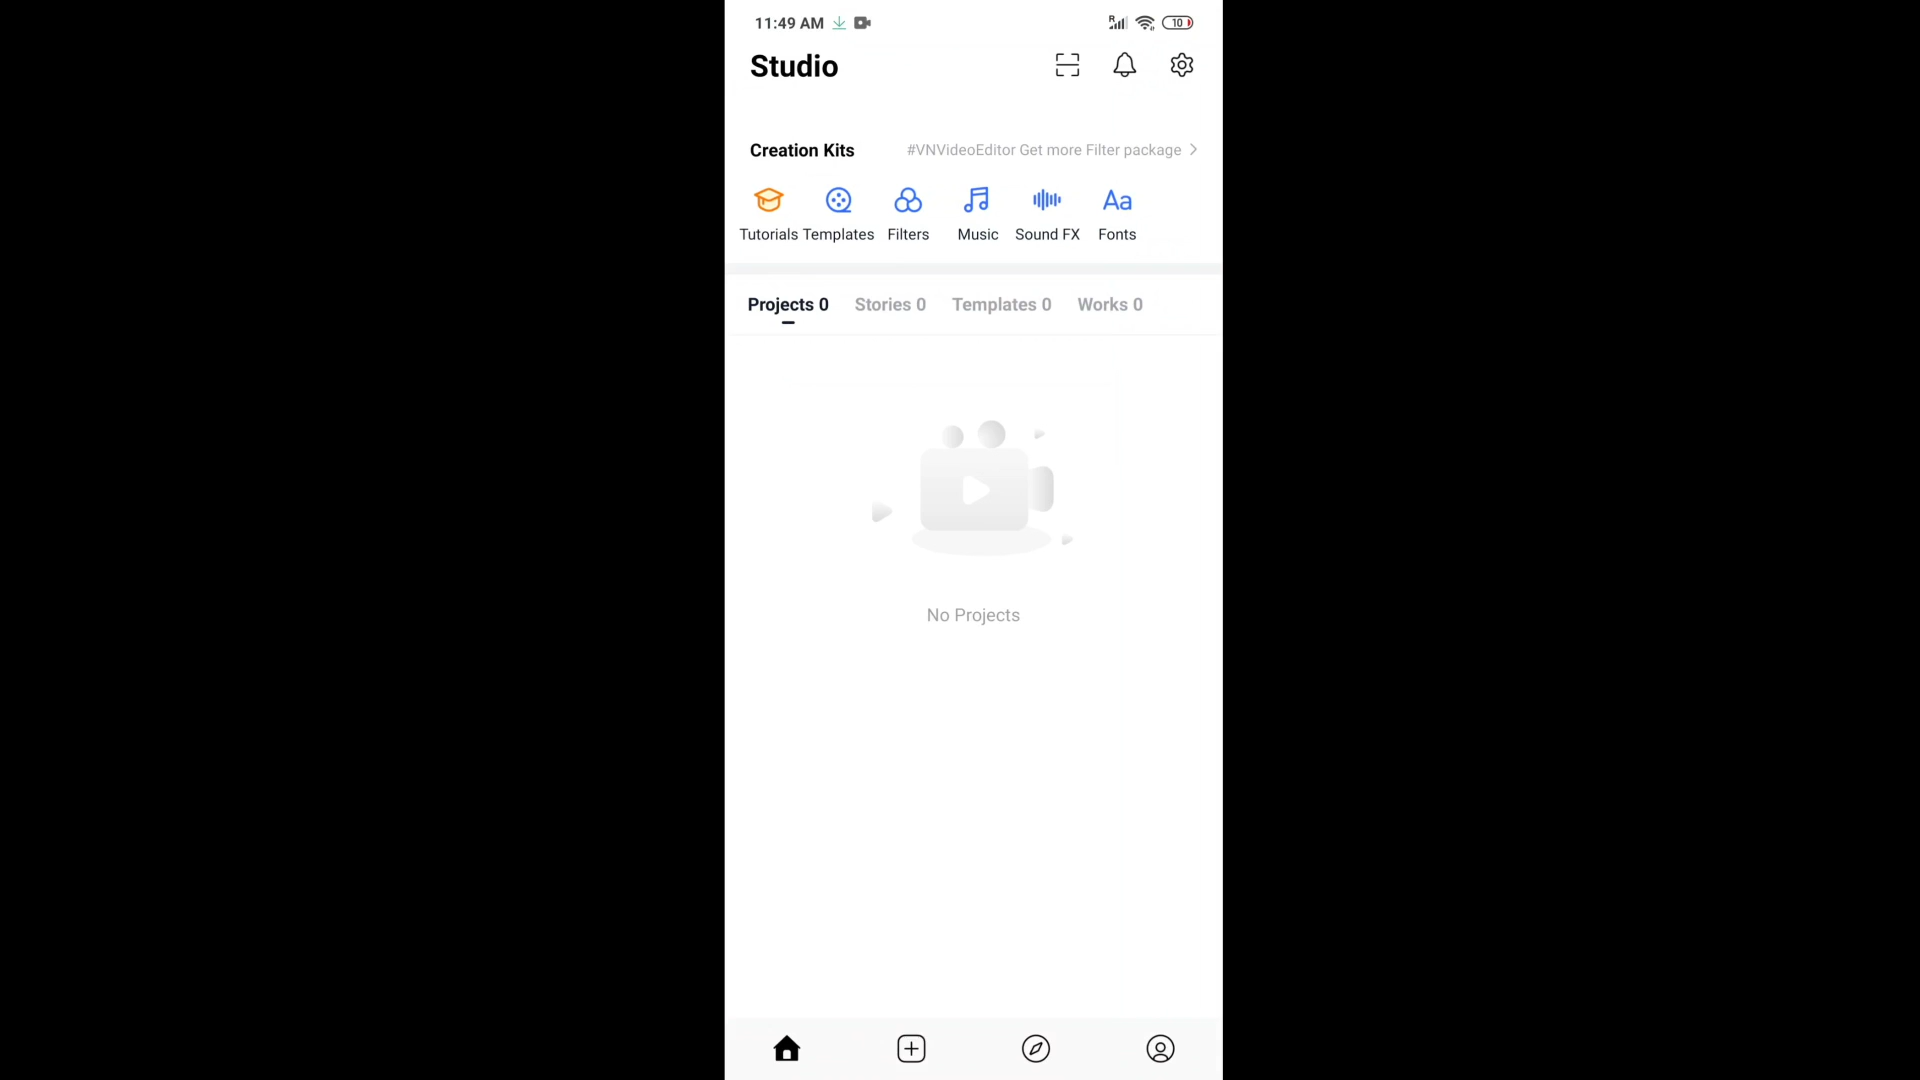 11:49 AM
R
10
Studio
Creation Kits
#VNVideoEditor Get more Filter package
Aa
Tutorials Templates Filters Music Sound FX Fonts
Projects 0 Stories 0 Templates 0 Works 0
No Projects